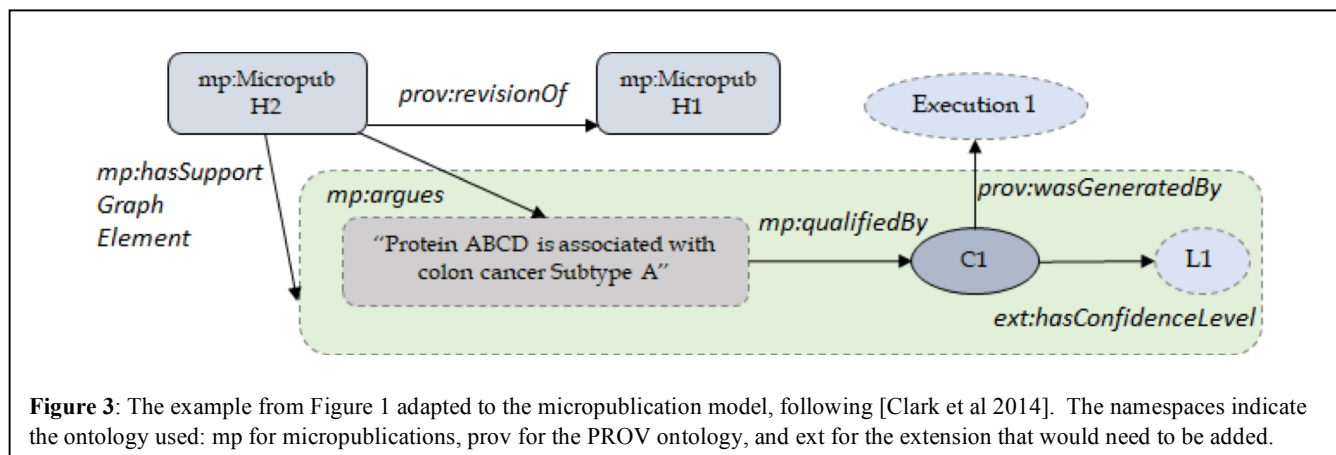 mp:Micropub
H2
prov:revisionOf
mp:Micropub
H1
Execution 1
mp:hasSupport
Graph
Element
mp:argues
prov:wasGeneratedBy
mp:qualifiedBy
“Protein ABCD is associated with
colon cancer Subtype A”
C1
L1
ext:hasConfidenceLevel
Figure 3: The example from Figure 1 adapted to the micropublication model, following [Clark et al 2014]. The namespaces indicate
the ontology used: mp for micropublications, prov for the PROV ontology, and ext for the extension that would need to be added.